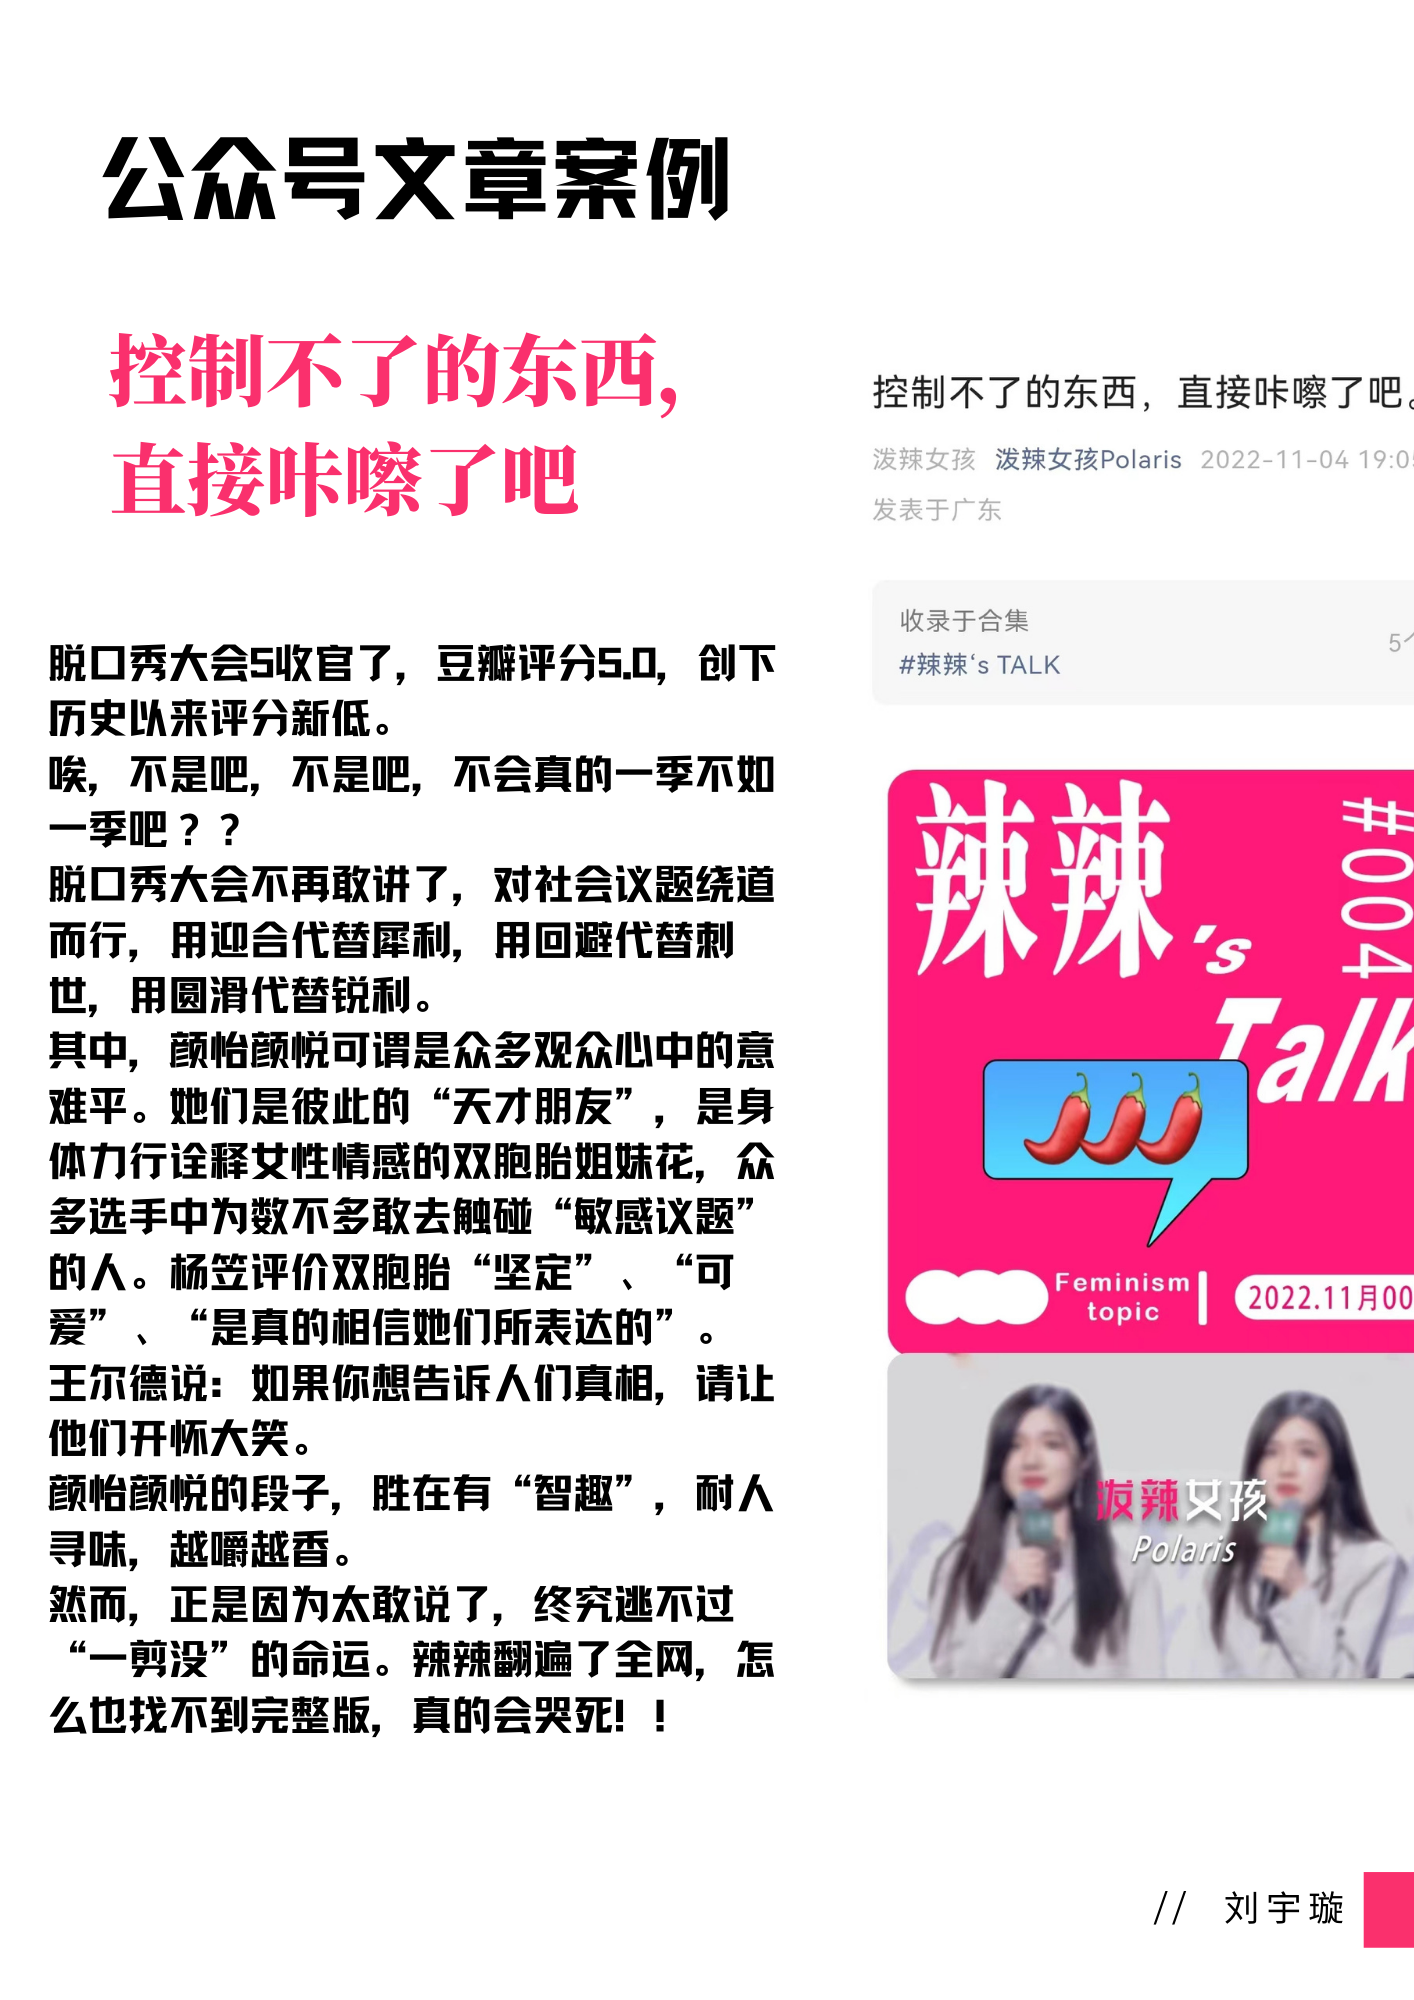 公众号文章案例
控制不了的东西,
直接咔嚓了吧
脱口秀大会5收官了，豆瓣评分5.0，创下
历史以来评分新低。
唉，不是吧，不是吧，不会真的一季不如
一季吧？？
脱口秀大会不再敢讲了，对社会议题绕道
而行，用迎合代替犀利，用回避代替刺
世，用圆滑代替锐利。
其中，颜怡颜悦可谓是众多观众心中的意
难平。她们是彼此的“天才朋友”，是身
体力行诠释女性情感的双胞胎姐妹花，众
多选手中为数不多敢去触碰“敏感议题”
的人。杨笠评价双胞胎“坚定”、“可
爱”、“是真的相信她们所表达的”。
王尔德说：如果你想告诉人们真相，请让
他们开怀大笑。
颜怡颜悦的段子，胜在有“智趣”，耐人
寻味，越嚼越香。
然而，正是因为太敢说了，终究逃不过
“一剪没”的命运。辣辣翻遍了全网，怎
么也找不到完整版，真的会哭死！！
控制不了的东西，直接咔嚓了吧。
泼辣女孩 泼辣女孩Polaris 2022-11-04 19:05
发表于广东
收录于合集
5个
#辣辣‘s TALK
辣辣's
#004
Talk
Feminism
topic
2022.11月00
泼辣女孩
Polaris
// 刘宇璇